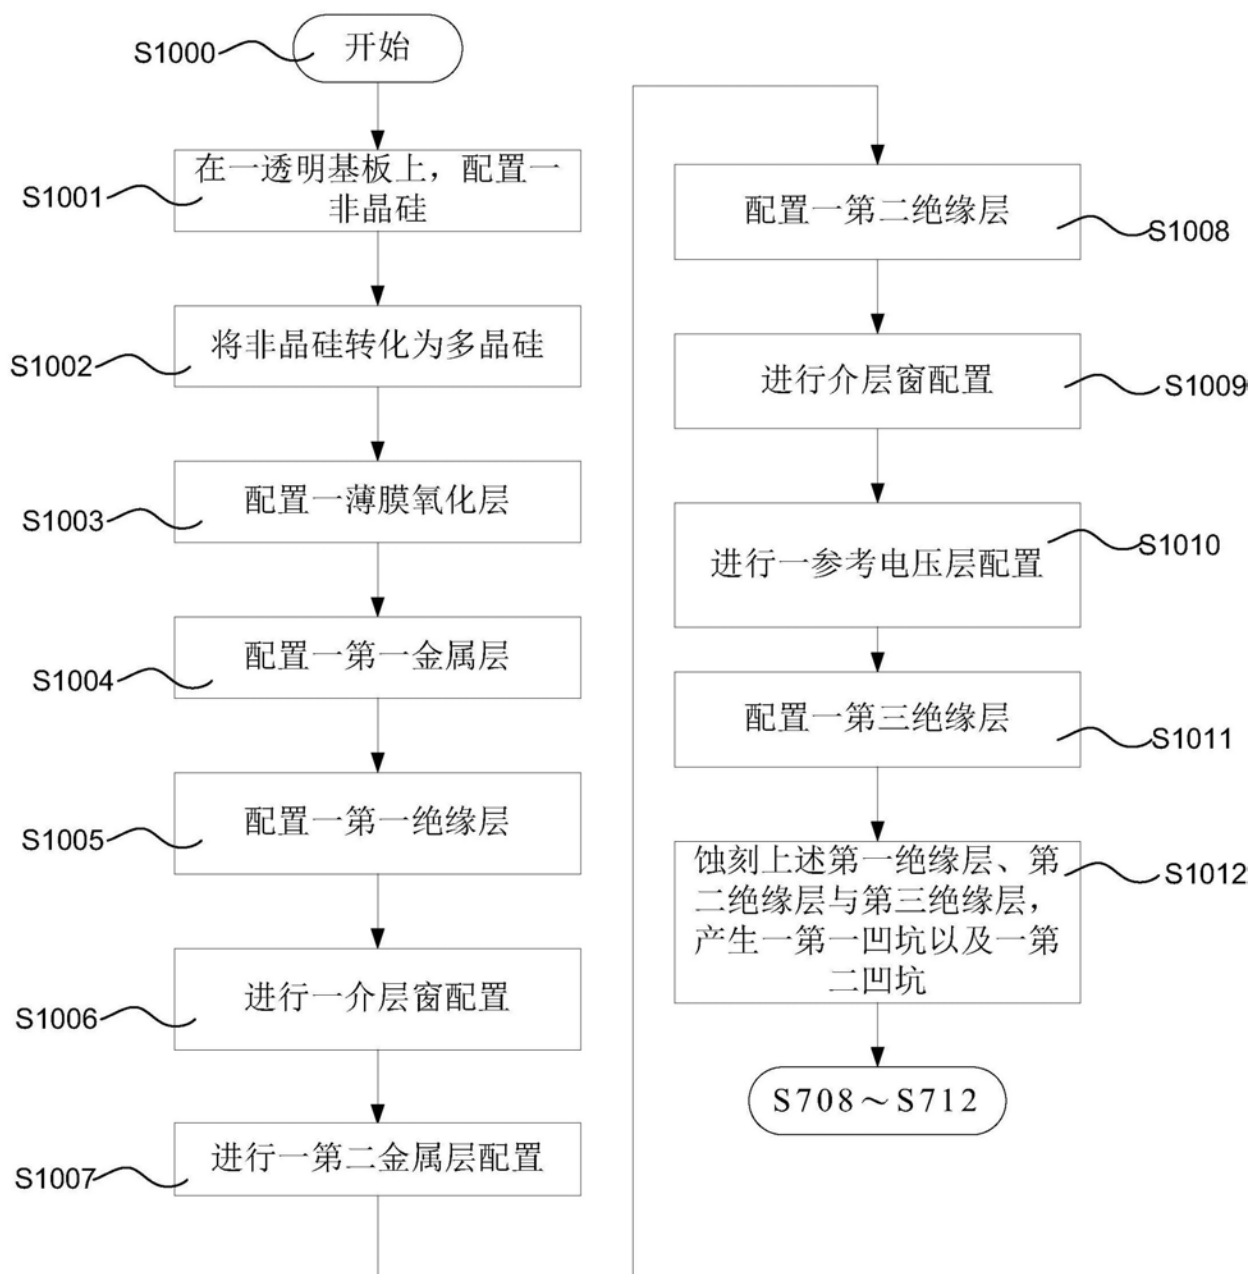 S1000
开始
S1001
在一透明基板上，配置一
非晶硅
S1002
将非晶硅转化为多晶硅
S1003
配置一薄膜氧化层
S1004
配置一第一金属层
S1005
配置一第一绝缘层
S1006
进行一介层窗配置
S1007
进行一第二金属层配置
配置一第二绝缘层
S1008
进行介层窗配置
S1009
进行一参考电压层配置
S1010
配置一第三绝缘层
S1011
蚀刻上述第一绝缘层、第
二绝缘层与第三绝缘层，
产生一第一凹坑以及一第
二凹坑
S1012
S708～S712